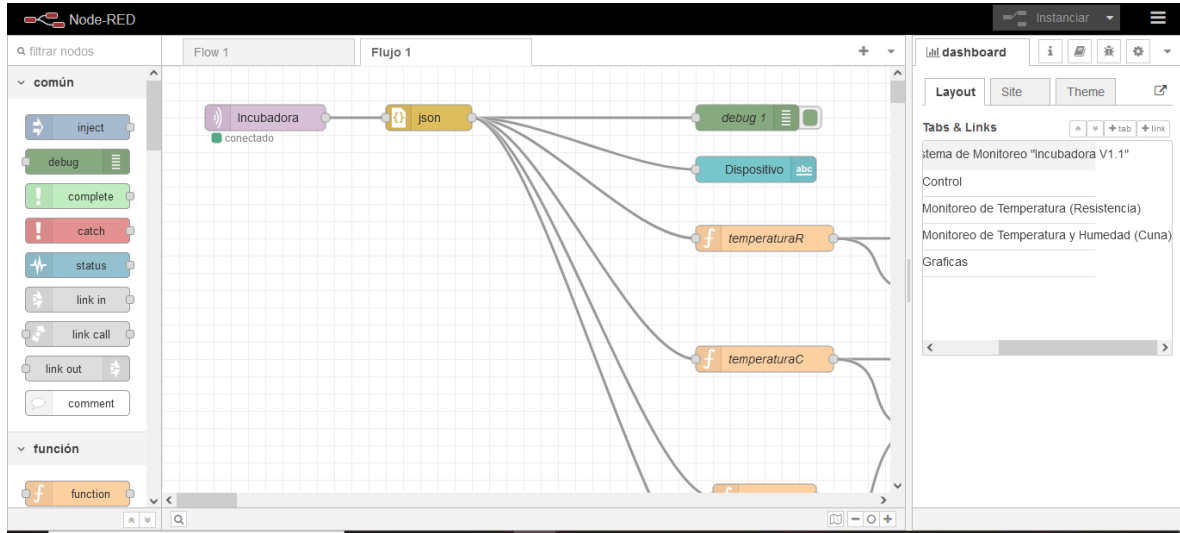 Node-RED
Instanciar
filtrar nodos
Flow 1
Flujo 1
dashboard
i
común
inject
debug
complete
catch
status
link in
link call
link out
comment
función
function
Incubadora
conectado
{} json
debug 1
Dispositivo
abc
f temperaturaR
f temperaturaC
Layout
Site
Theme
Tabs & Links
+tab
+link
stema de Monitoreo "Incubadora V1.1"
Control
Monitoreo de Temperatura (Resistencia)
Monitoreo de Temperatura y Humedad (Cuna)
Graficas